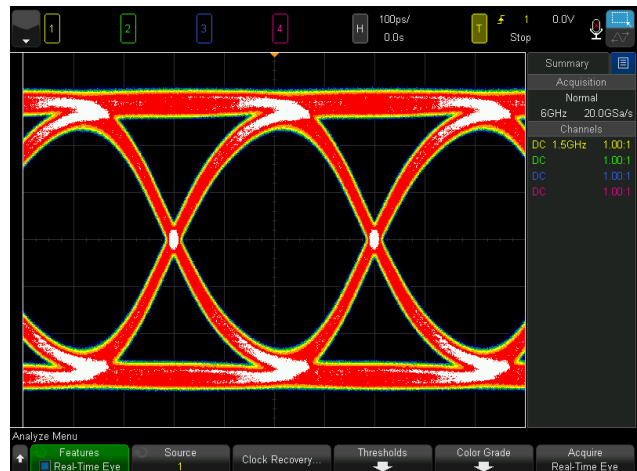 1 2 3 4 H 100ps/ 0.0s T 1 0.0V Stop
Summary
Acquisition
Normal
6GHz 20.0GSa/s
Channels
DC 1.5GHz 1.00:1
DC 1.00:1
DC 1.00:1
DC 1.00:1
Analyze Menu
Features
Real-Time Eye
Source
1
Clock Recovery...
Thresholds
Color Grade
Acquire
Real-Time Eye